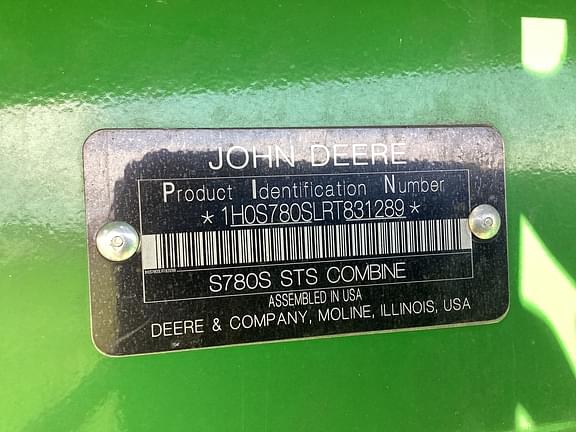 JOHN DEERE
Product Identification Number
*1H0S780SLRT831289*
S780S STS COMBINE
ASSEMBLED IN USA
DEERE & COMPANY, MOLINE, ILLINOIS, USA